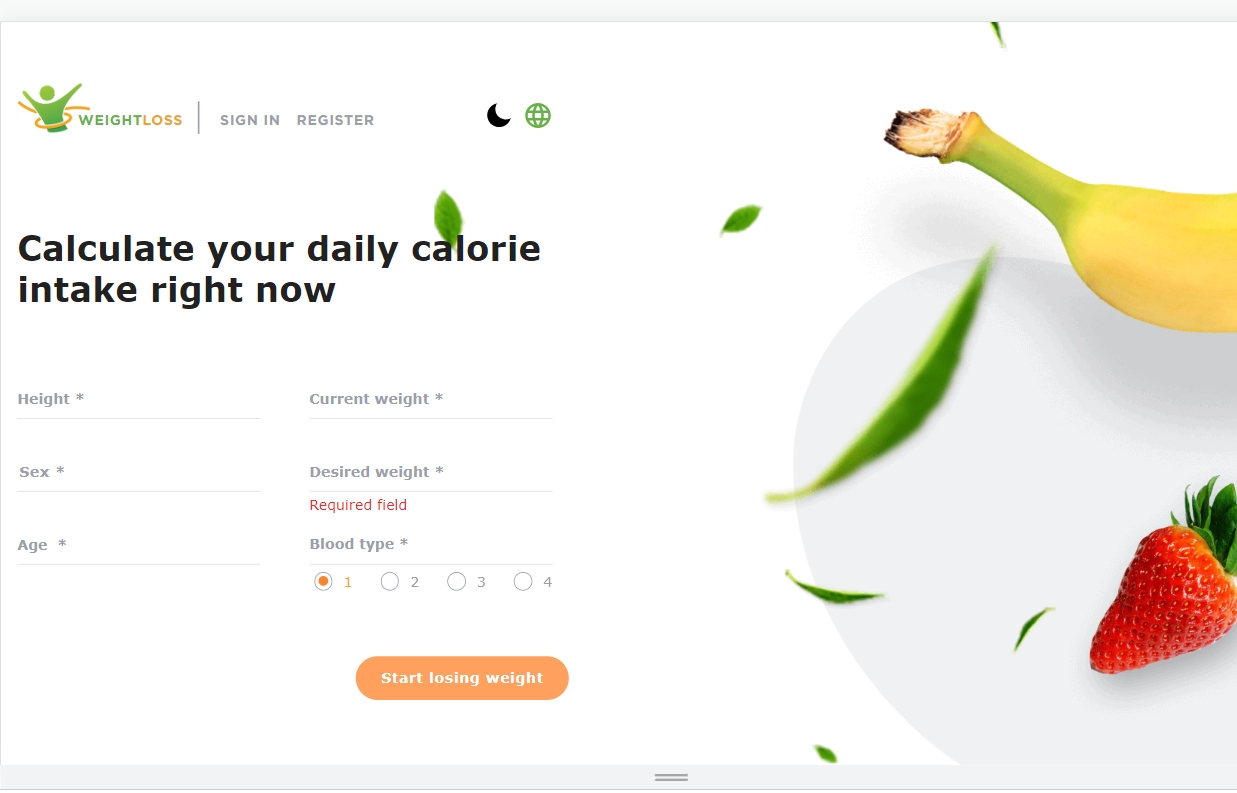 WEIGHTLOSS SIGN IN REGISTER
Calculate your daily calorie
intake right now
Height * Current weight *
Sex * Desired weight *
Required field
Age * Blood type *
1 2 3 4
Start losing weight